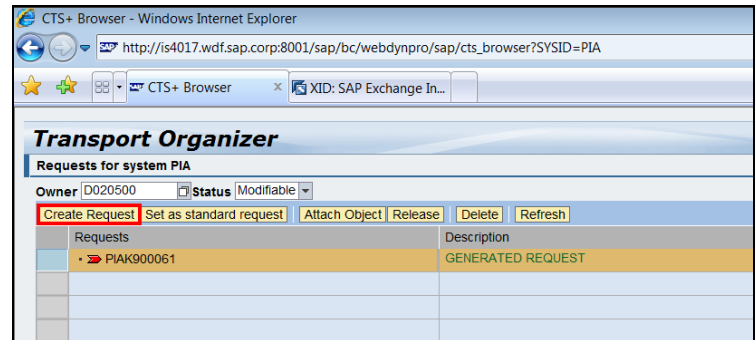 CTS+ Browser - Windows Internet Explorer
SAP http://is4017.wdf.sap.corp:8001/sap/bc/webdynpro/sap/cts_browser?SYSID=PIA
CTS+ Browser x XID: SAP Exchange In...
Transport Organizer
Requests for system PIA
Owner D020500 Status Modifiable
Create Request Set as standard request Attach Object Release Delete Refresh
Requests Description
PIAK900061 GENERATED REQUEST